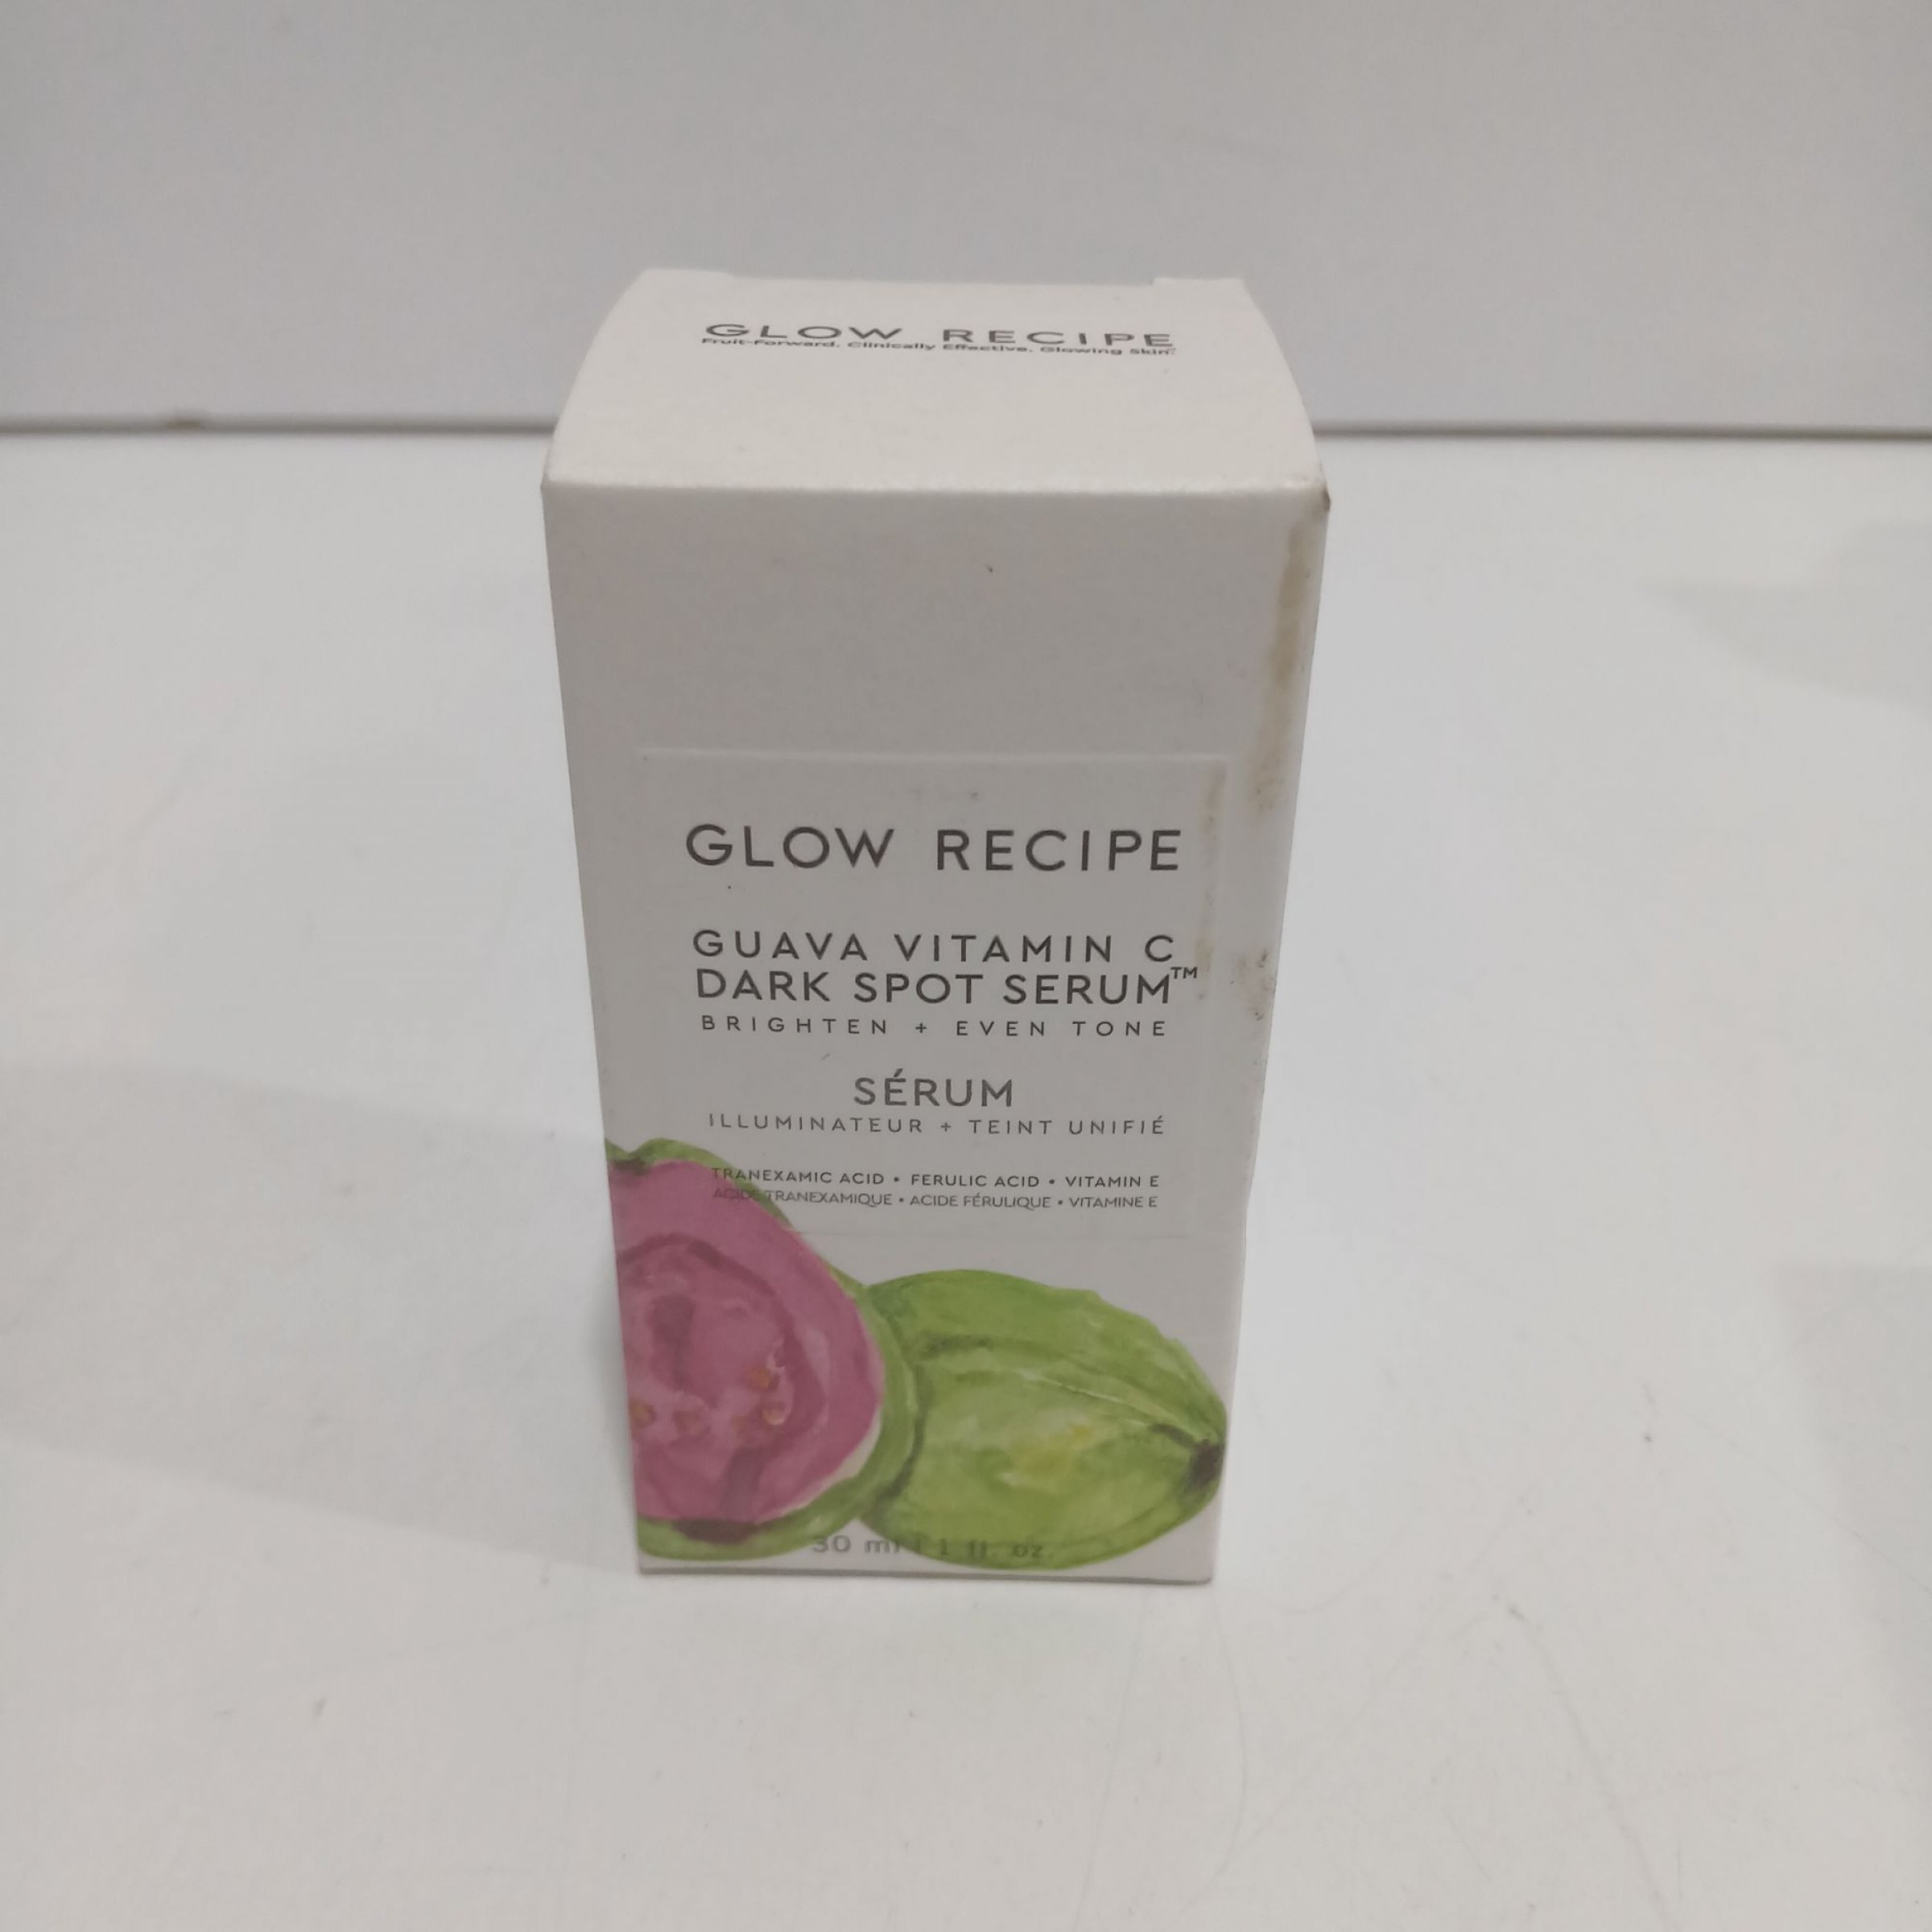 GLOW RECIPE
Fruit-Forward. Clinically Effective. Glowing Skin.™
GLOW RECIPE
GUAVA VITAMIN C
DARK SPOT SERUM™
BRIGHTEN + EVEN TONE
SÉRUM
ILLUMINATEUR + TEINT UNIFIÉ
TRANEXAMIC ACID • FERULIC ACID • VITAMIN E
ACIDE TRANEXAMIQUE • ACIDE FÉRULIQUE • VITAMINE E
30 ml | 1 fl. oz.